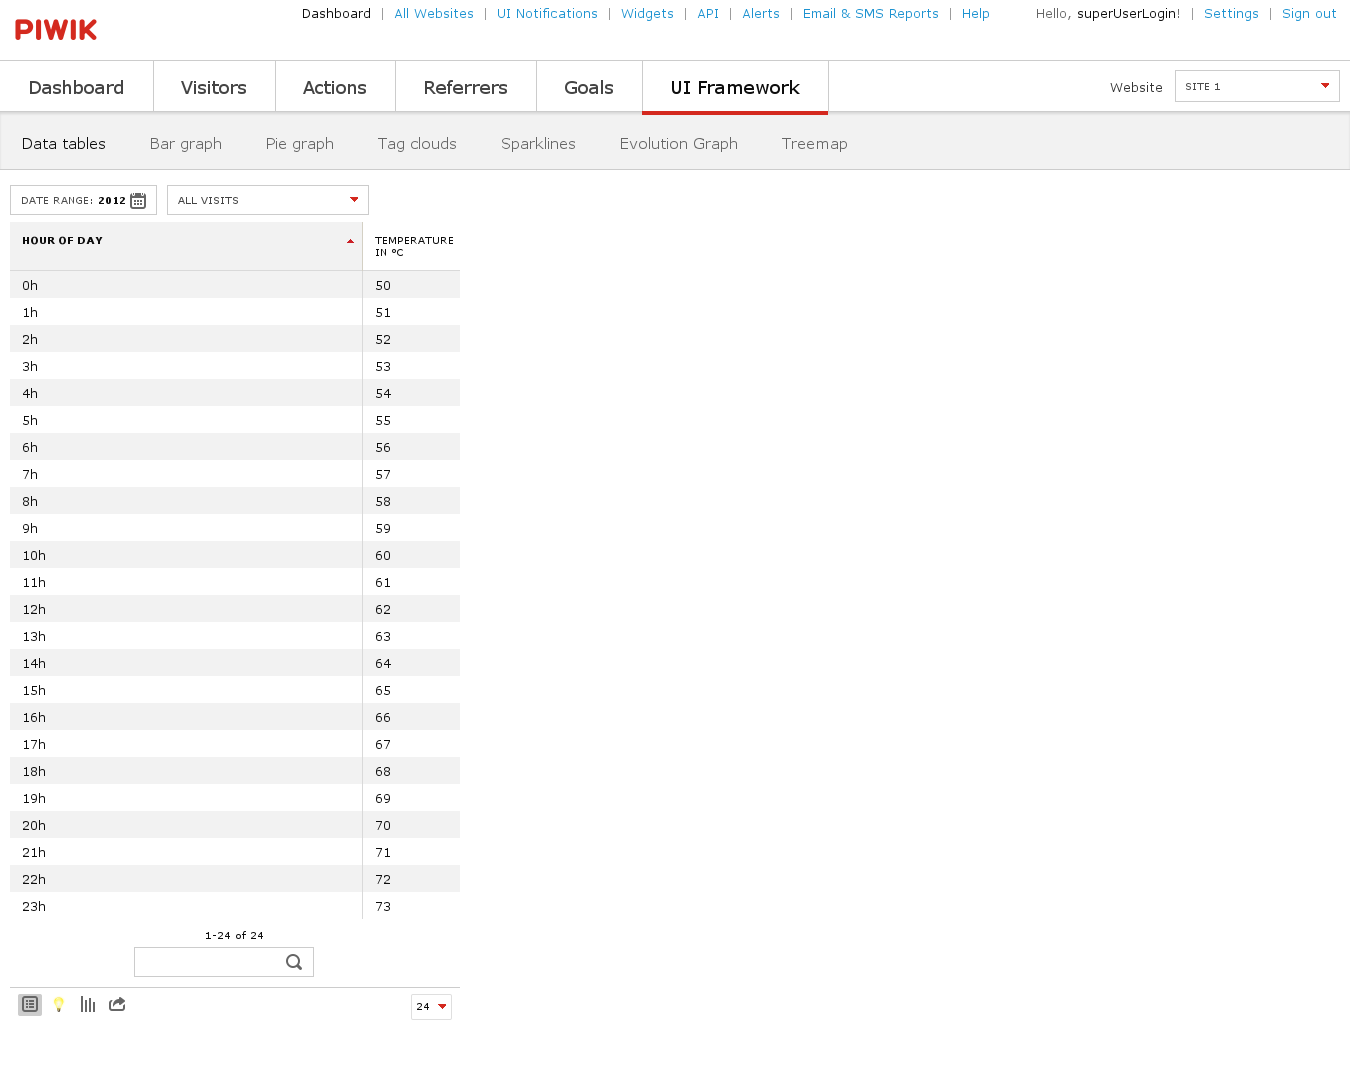 PIWIK
Dashboard | All Websites | UI Notifications | Widgets | API | Alerts | Email & SMS Reports | Help
Hello, superUserLogin! | Settings | Sign out
Dashboard Visitors Actions Referrers Goals UI Framework
Website SITE 1
Data tables Bar graph Pie graph Tag clouds Sparklines Evolution Graph Treemap
DATE RANGE: 2012 ALL VISITS
HOUR OF DAY TEMPERATURE
IN °C
0h 50
1h 51
2h 52
3h 53
4h 54
5h 55
6h 56
7h 57
8h 58
9h 59
10h 60
11h 61
12h 62
13h 63
14h 64
15h 65
16h 66
17h 67
18h 68
19h 69
20h 70
21h 71
22h 72
23h 73
1-24 of 24
24